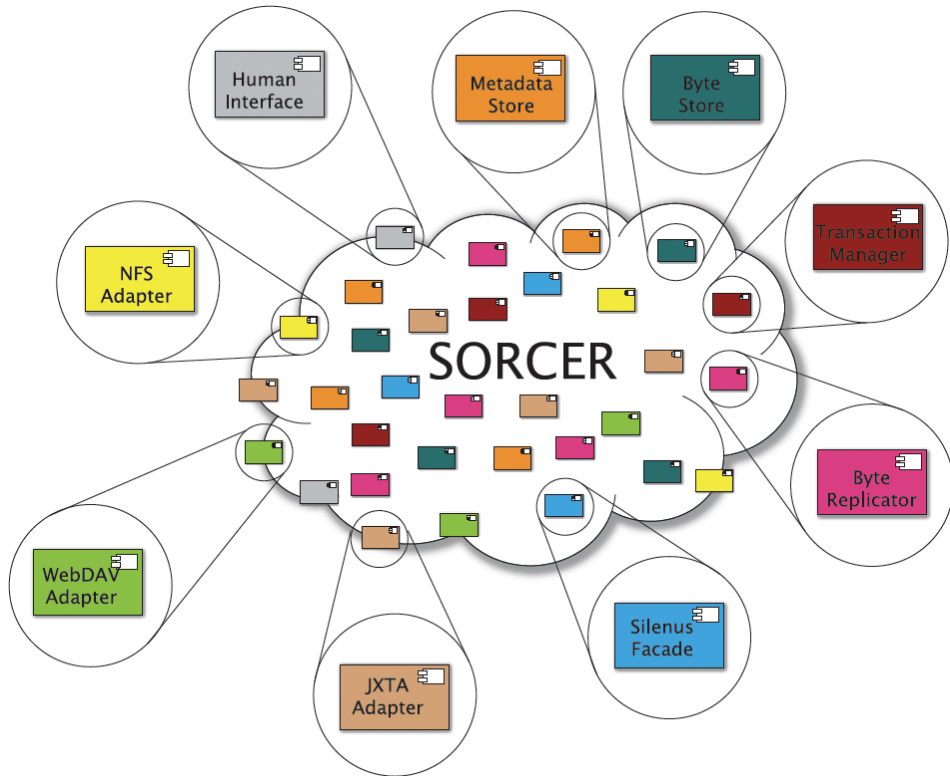 Human
Interface
Metadata
Store
Byte
Store
Transaction
Manager
NFS
Adapter
SORCER
Byte
Replicator
WebDAV
Adapter
Silenus
Facade
JXTA
Adapter